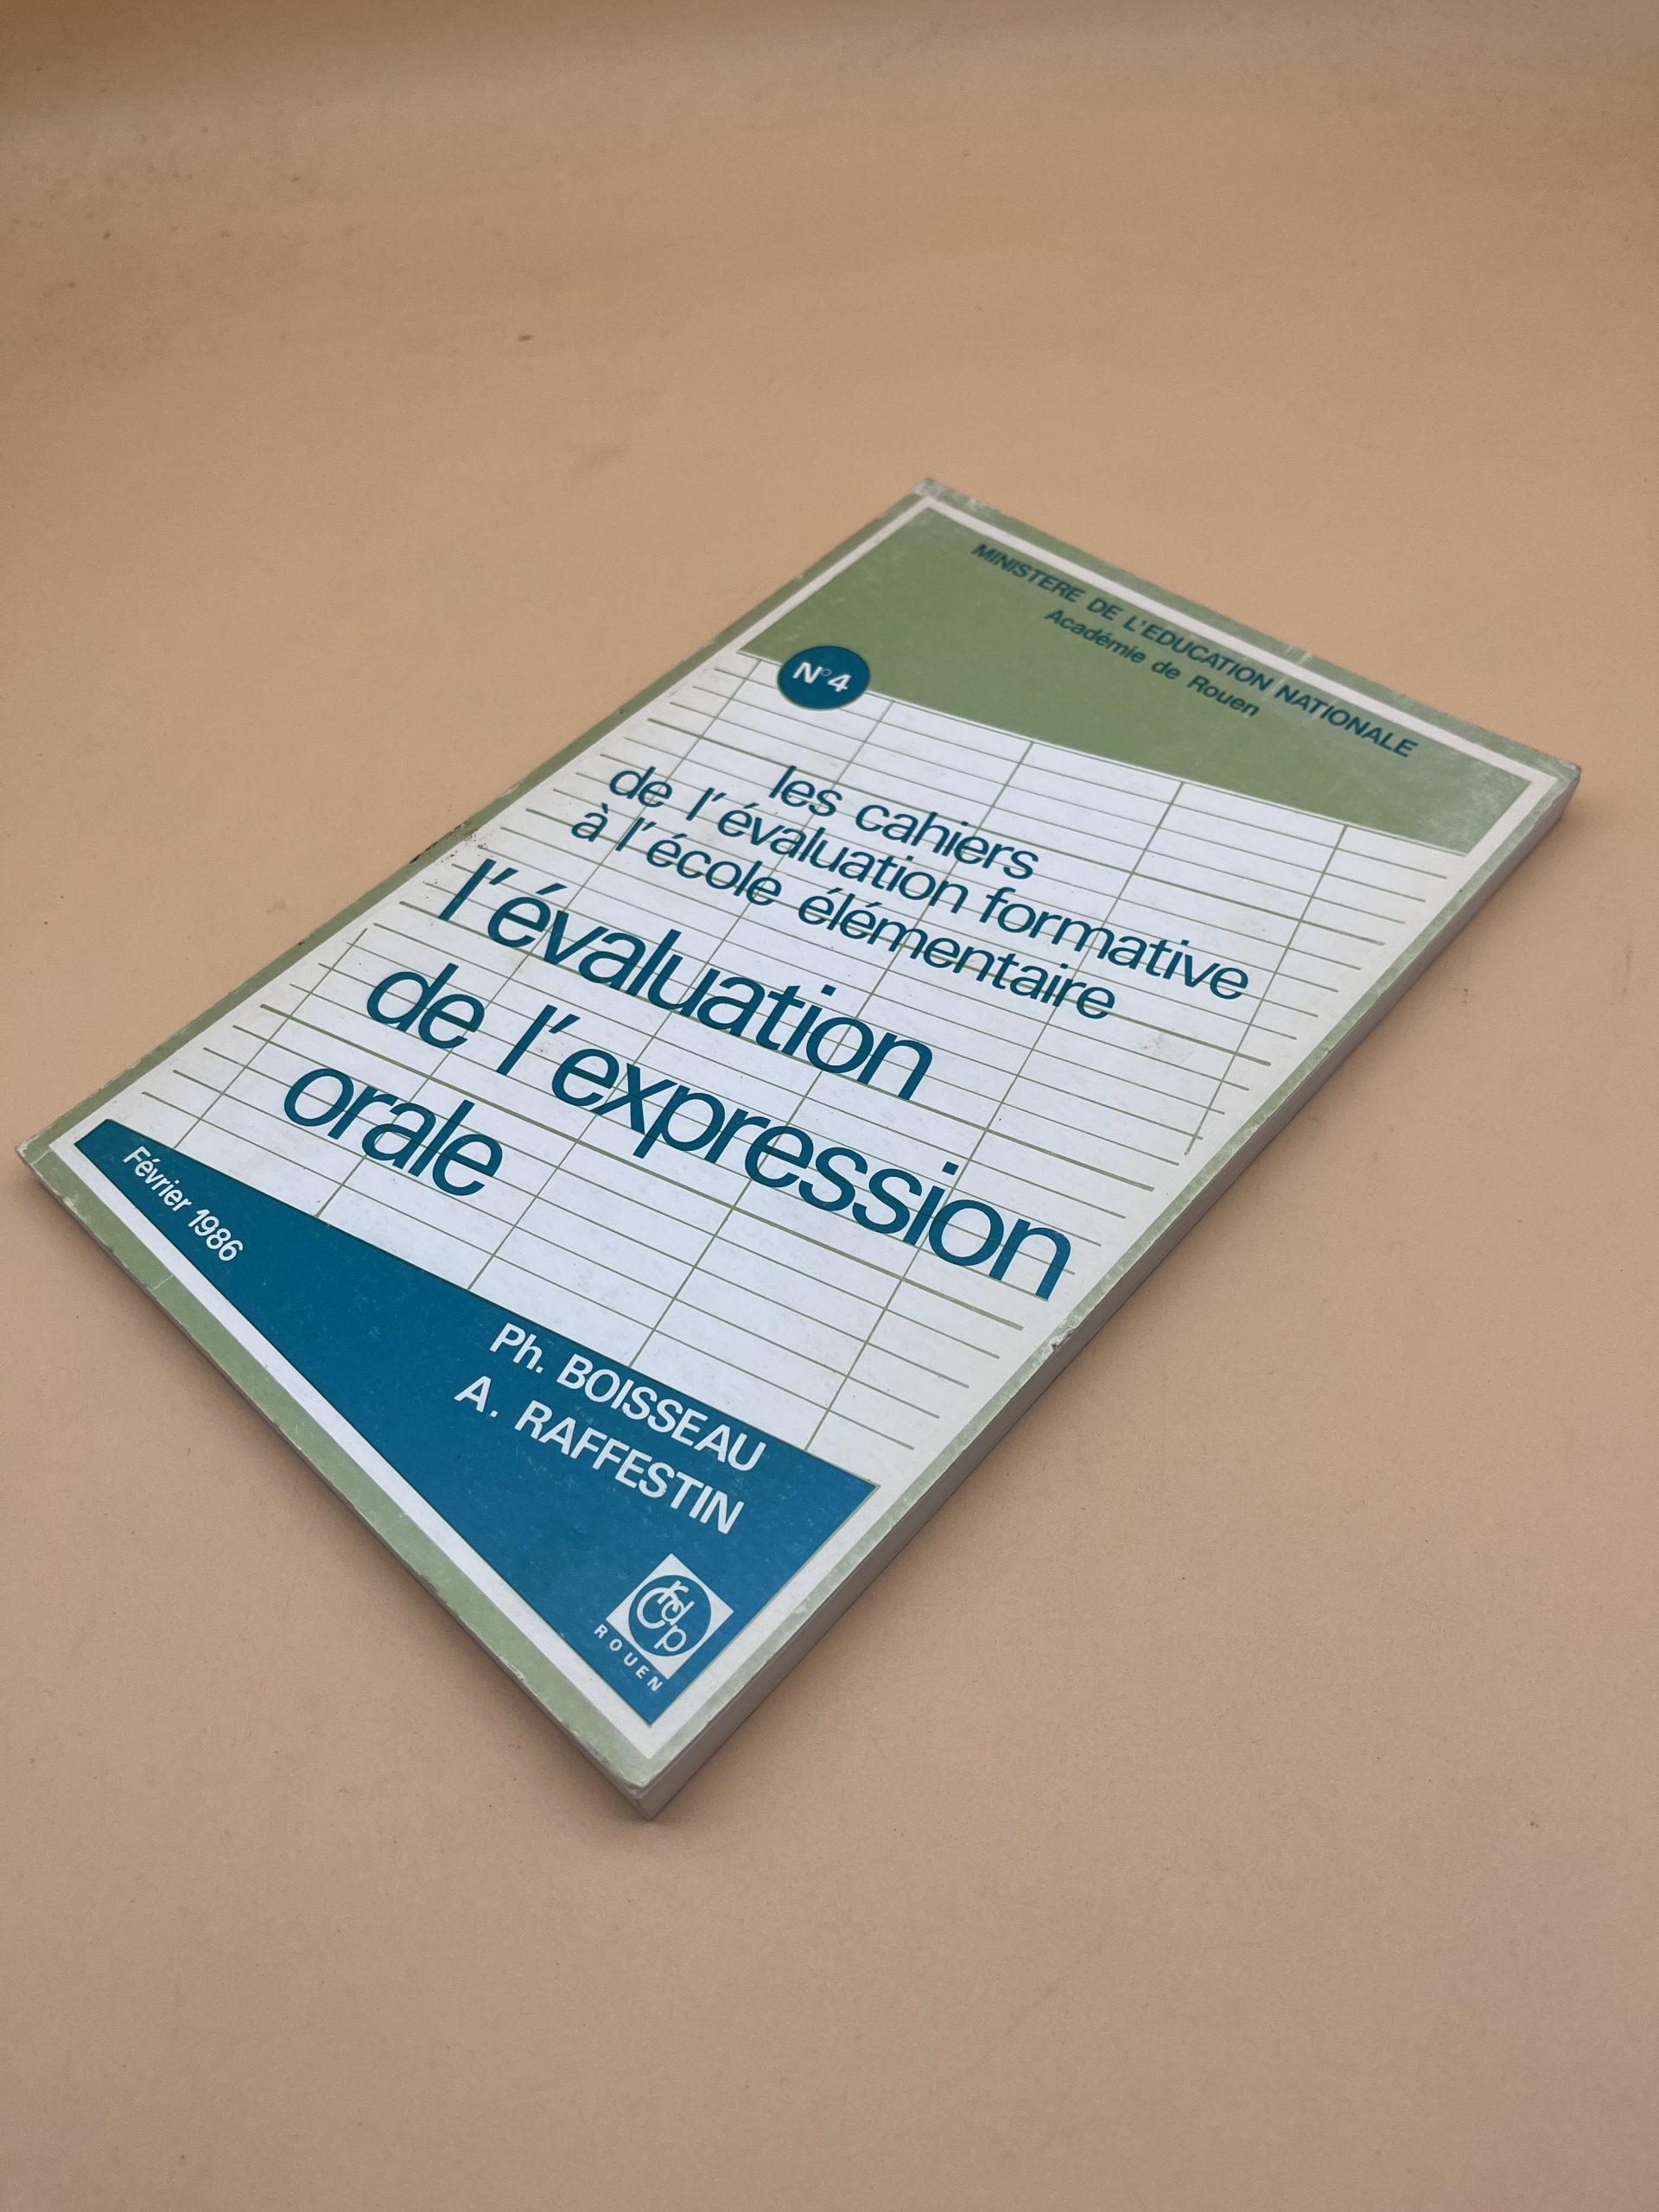 MINISTERE DE L'EDUCATION NATIONALE
Académie de Rouen
N°4
les cahiers
de l'évaluation formative
à l'école élémentaire
l'évaluation
de l'expression
orale
Février 1986
Ph. BOISSEAU
A. RAFFESTIN
crdp
ROUEN